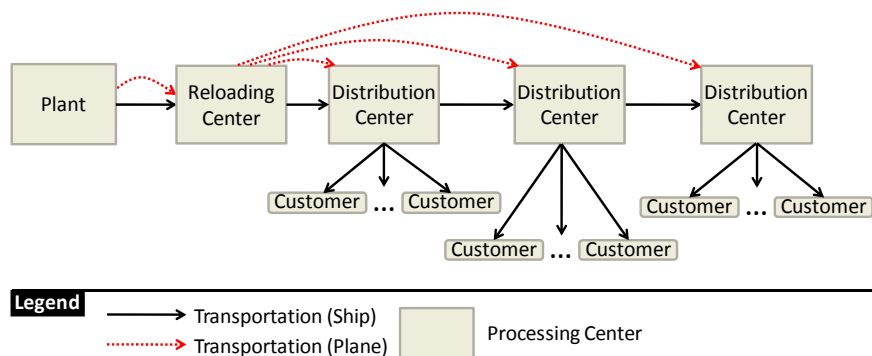 Plant
Reloading
Center
Distribution
Center
Distribution
Center
Distribution
Center
Customer ... Customer
Customer ... Customer
Customer ... Customer
Legend
Transportation (Ship)
Transportation (Plane)
Processing Center